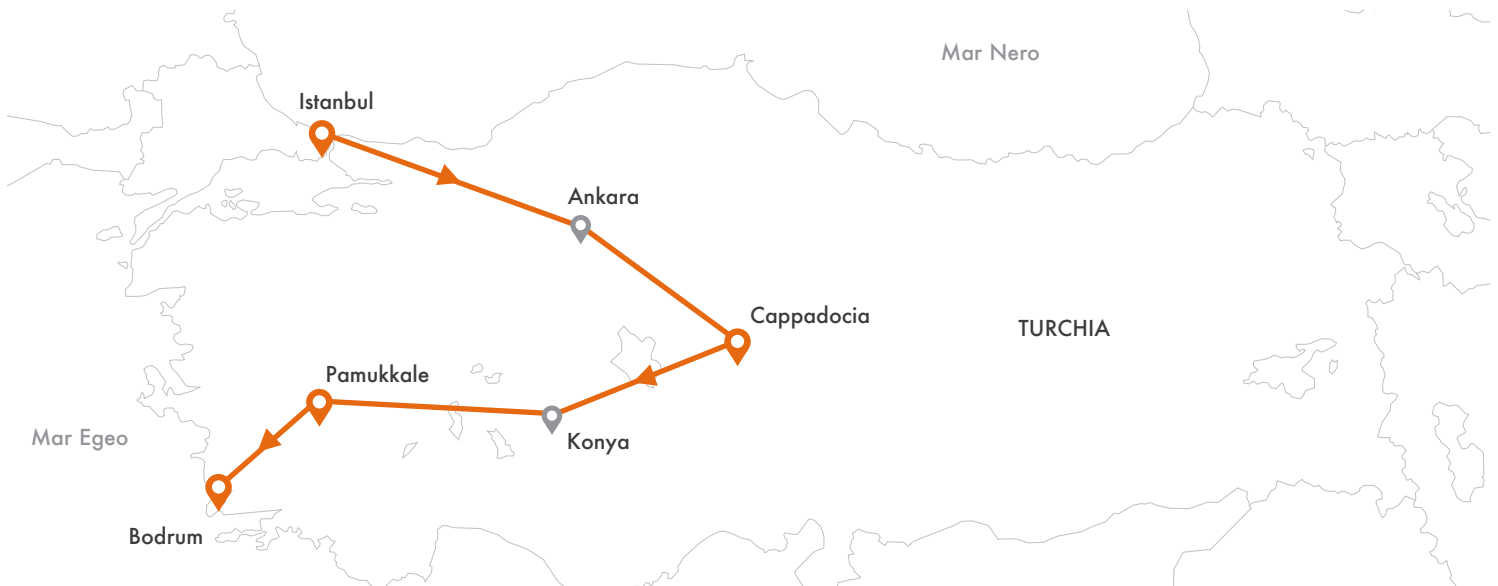 Mar Nero
Istanbul
Ankara
Cappadocia
TURCHIA
Pamukkale
Mar Egeo
Konya
Bodrum